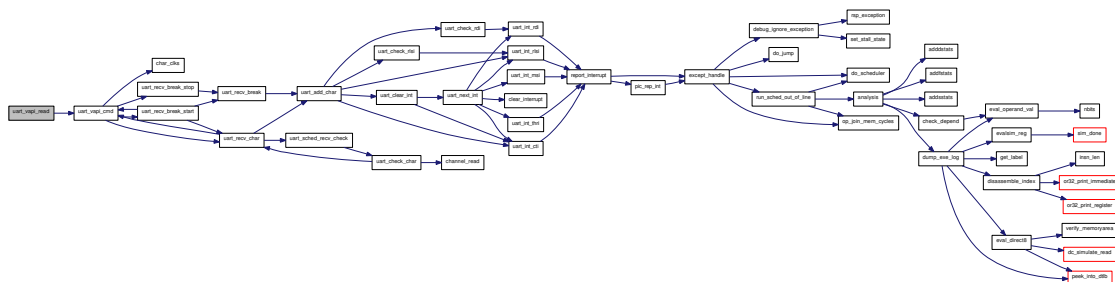 uart_vapi_read
uart_vapi_cmd
char_clks
uart_recv_break_stop
uart_recv_break_start
uart_recv_break
uart_recv_char
uart_sched_recv_check
uart_add_char
uart_check_char
channel_read
uart_check_rlsi
uart_clear_int
uart_check_rdi
uart_next_int
uart_int_rdi
uart_int_rlsi
uart_int_msi
clear_interrupt
uart_int_thri
uart_int_cti
report_interrupt
pic_rep_int
except_handle
debug_ignore_exception
rsp_exception
set_stall_state
do_jump
do_scheduler
run_sched_out_of_line
op_join_mem_cycles
analysis
adddstats
addfstats
addsstats
check_depend
dump_exe_log
eval_operand_val
nbits
evalsim_reg
sim_done
get_label
disassemble_index
insn_len
or32_print_immediate
or32_print_register
eval_direct8
verify_memoryarea
dc_simulate_read
peek_into_dtlb